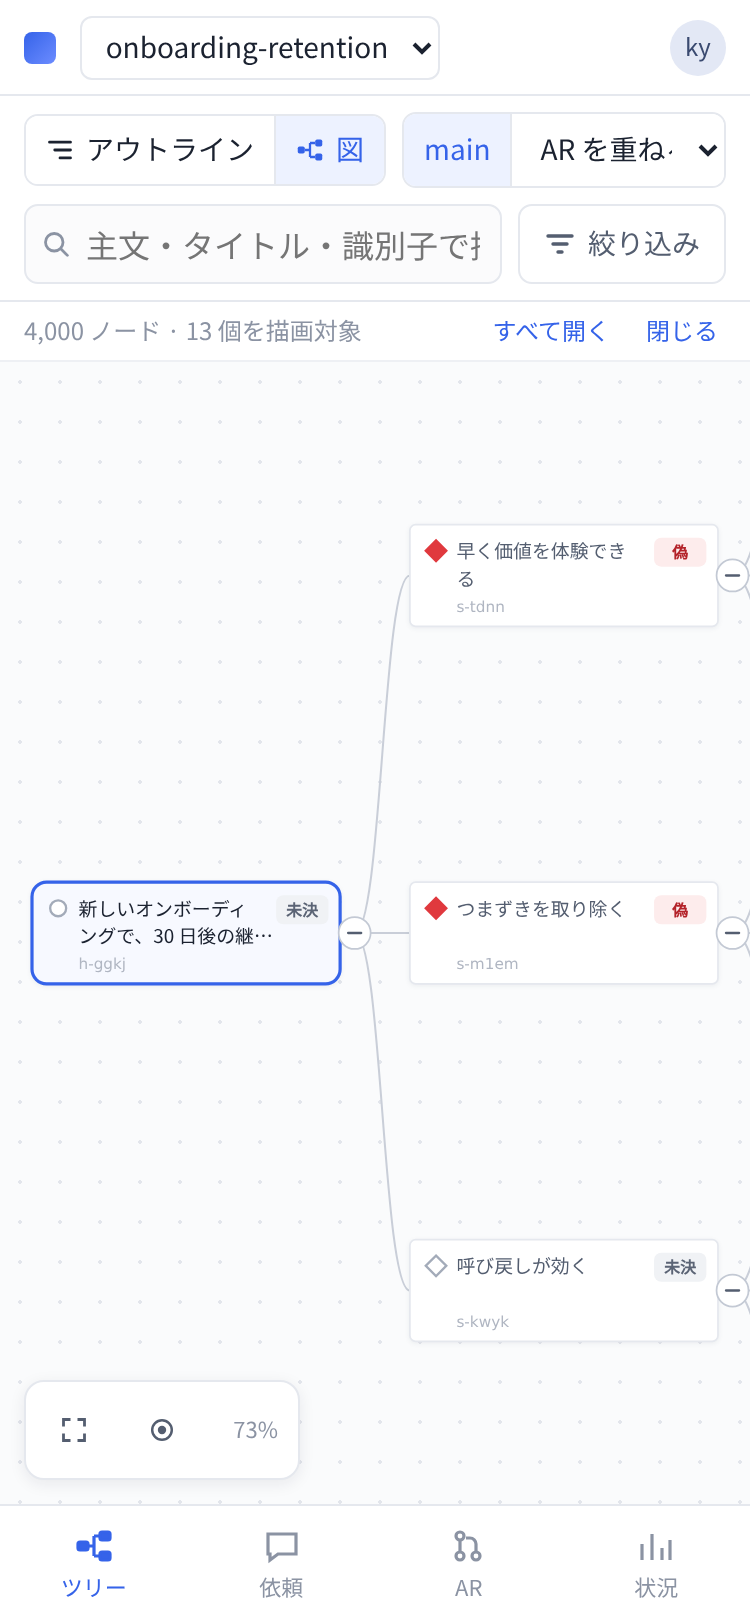 onboarding-retention
ky
アウトライン
図
main
AR を重ね
主文・タイトル・識別子で
絞り込み
4,000 ノード · 13 個を描画対象
すべて開く
閉じる
早く価値を体験でき
る
偽
s-tdnn
新しいオンボーディ
ングで、30 日後の継…
未決
h-ggkj
つまずきを取り除く
偽
s-m1em
呼び戻しが効く
未決
s-kwyk
73%
ツリー
依頼
AR
状況